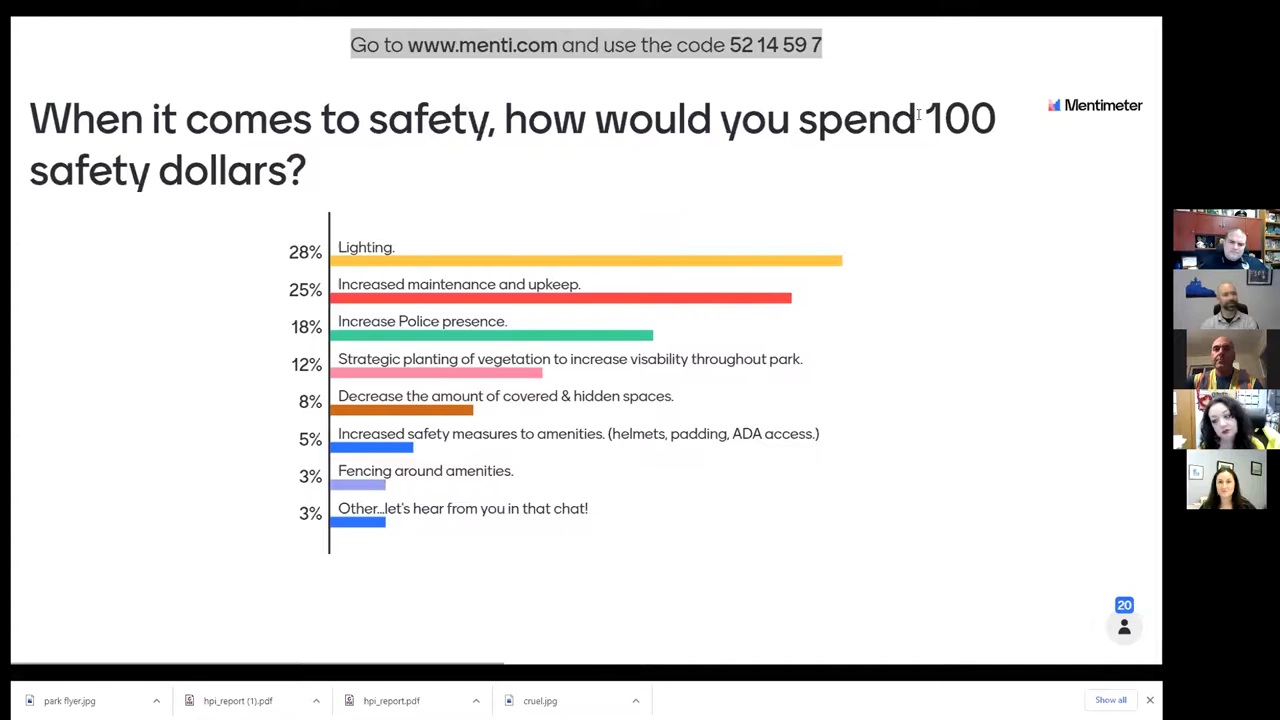 Go to www.menti.com and use the code 52 14 59 7
Mentimeter
When it comes to safety, how would you spend 100
safety dollars?
28%
Lighting.
25%
Increased maintenance and upkeep.
18%
Increase Police presence.
12%
Strategic planting of vegetation to increase visability throughout park.
8%
Decrease the amount of covered & hidden spaces.
5%
Increased safety measures to amenities. (helmets, padding, ADA access.)
3%
Fencing around amenities.
3%
Other...let's hear from you in that chat!
20
park flyer.jpg
hpi_report (1).pdf
hpi_report.pdf
cruel.jpg
Show all